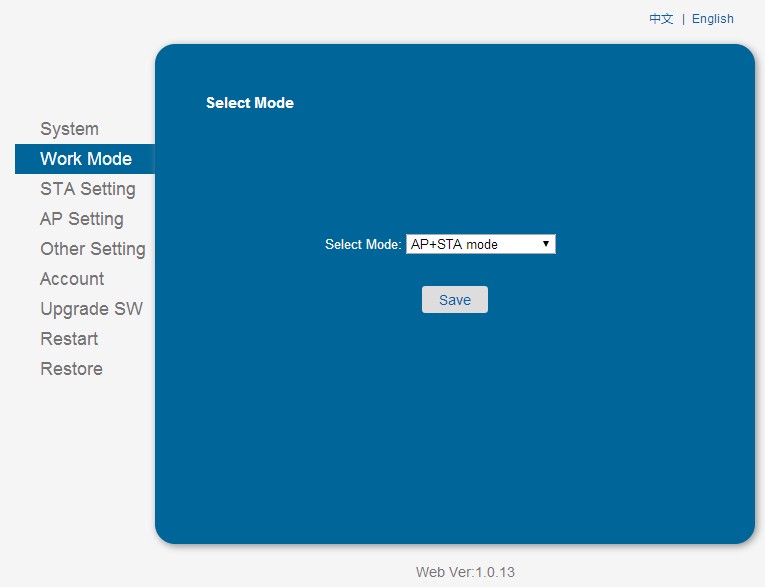 中文 | English
Select Mode
System
Work Mode
STA Setting
AP Setting
Other Setting
Account
Upgrade SW
Restart
Restore
Select Mode: AP+STA mode
Save
Web Ver:1.0.13